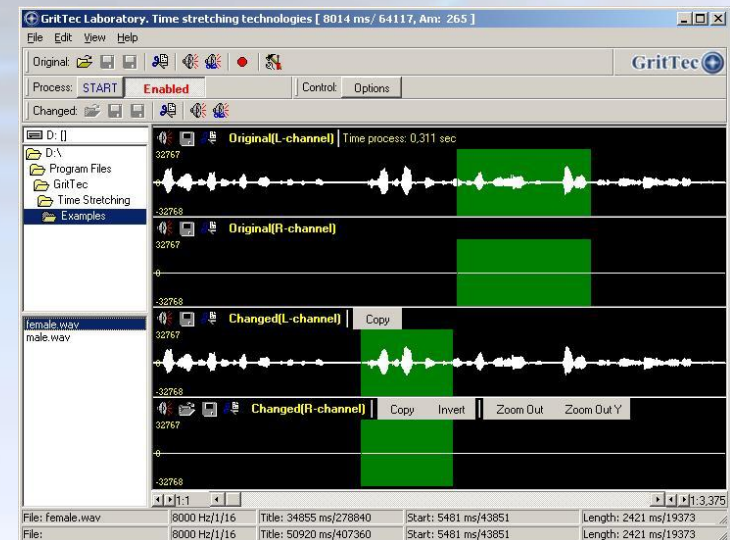 GritTec Laboratory. Time stretching technologies [ 8014 ms/ 64117, Am: 265 ]
File Edit View Help
Original:
GritTec
Process: START Enabled Control: Options
Changed:
D: []
Original(L-channel) Time process: 0,311 sec
D:\
32767
Program Files
GritTec
0
Time Stretching
Examples
-32768
Original(R-channel)
32767
0
-32768
female.wav
Changed(L-channel) Copy
male.wav
32767
0
-32768
Changed(R-channel) Copy Invert Zoom Out Zoom Out Y
32767
0
-32768
1:1 1:3,375
File: female.wav 8000 Hz/1/16 Title: 34855 ms/278840 Start: 5481 ms/43851 Length: 2421 ms/19373
File: 8000 Hz/1/16 Title: 50920 ms/407360 Start: 5481 ms/43851 Length: 2421 ms/19373